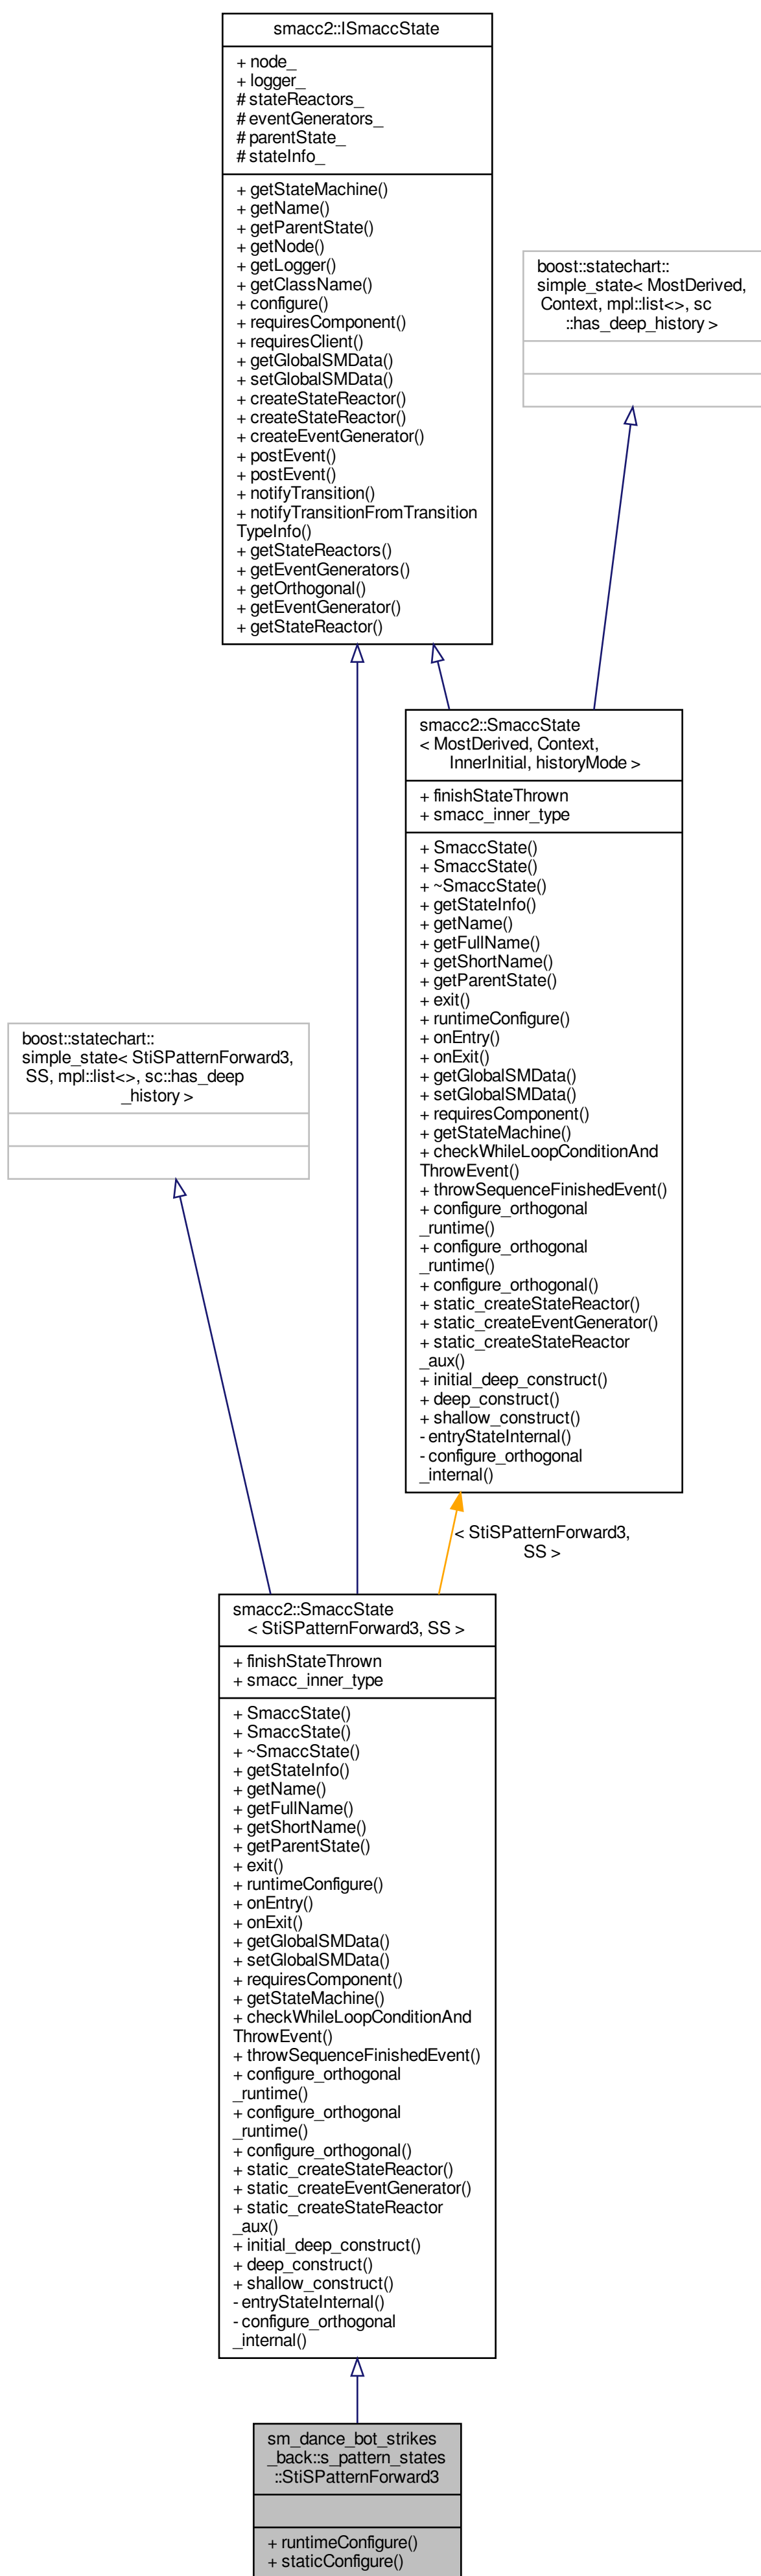 smacc2::ISmaccState
+ node_
+ logger_
# stateReactors_
# eventGenerators_
# parentState_
# stateInfo_
+ getStateMachine()
+ getName()
+ getParentState()
+ getNode()
+ getLogger()
+ getClassName()
+ configure()
+ requiresComponent()
+ requiresClient()
+ getGlobalSMData()
+ setGlobalSMData()
+ createStateReactor()
+ createStateReactor()
+ createEventGenerator()
+ postEvent()
+ postEvent()
+ notifyTransition()
+ notifyTransitionFromTransition
TypeInfo()
+ getStateReactors()
+ getEventGenerators()
+ getOrthogonal()
+ getEventGenerator()
+ getStateReactor()
boost::statechart::
simple_state< MostDerived,
Context, mpl::list<>, sc
::has_deep_history >
smacc2::SmaccState
< MostDerived, Context,
InnerInitial, historyMode >
+ finishStateThrown
+ smacc_inner_type
+ SmaccState()
+ SmaccState()
+ ~SmaccState()
+ getStateInfo()
+ getName()
+ getFullName()
+ getShortName()
+ getParentState()
+ exit()
+ runtimeConfigure()
+ onEntry()
+ onExit()
+ getGlobalSMData()
+ setGlobalSMData()
+ requiresComponent()
+ getStateMachine()
+ checkWhileLoopConditionAnd
ThrowEvent()
+ throwSequenceFinishedEvent()
+ configure_orthogonal
_runtime()
+ configure_orthogonal
_runtime()
+ configure_orthogonal()
+ static_createStateReactor()
+ static_createEventGenerator()
+ static_createStateReactor
_aux()
+ initial_deep_construct()
+ deep_construct()
+ shallow_construct()
- entryStateInternal()
- configure_orthogonal
_internal()
boost::statechart::
simple_state< StiSPatternForward3,
SS, mpl::list<>, sc::has_deep
_history >
< StiSPatternForward3,
SS >
smacc2::SmaccState
< StiSPatternForward3, SS >
+ finishStateThrown
+ smacc_inner_type
+ SmaccState()
+ SmaccState()
+ ~SmaccState()
+ getStateInfo()
+ getName()
+ getFullName()
+ getShortName()
+ getParentState()
+ exit()
+ runtimeConfigure()
+ onEntry()
+ onExit()
+ getGlobalSMData()
+ setGlobalSMData()
+ requiresComponent()
+ getStateMachine()
+ checkWhileLoopConditionAnd
ThrowEvent()
+ throwSequenceFinishedEvent()
+ configure_orthogonal
_runtime()
+ configure_orthogonal
_runtime()
+ configure_orthogonal()
+ static_createStateReactor()
+ static_createEventGenerator()
+ static_createStateReactor
_aux()
+ initial_deep_construct()
+ deep_construct()
+ shallow_construct()
- entryStateInternal()
- configure_orthogonal
_internal()
sm_dance_bot_strikes
_back::s_pattern_states
::StiSPatternForward3
+ runtimeConfigure()
+ staticConfigure()